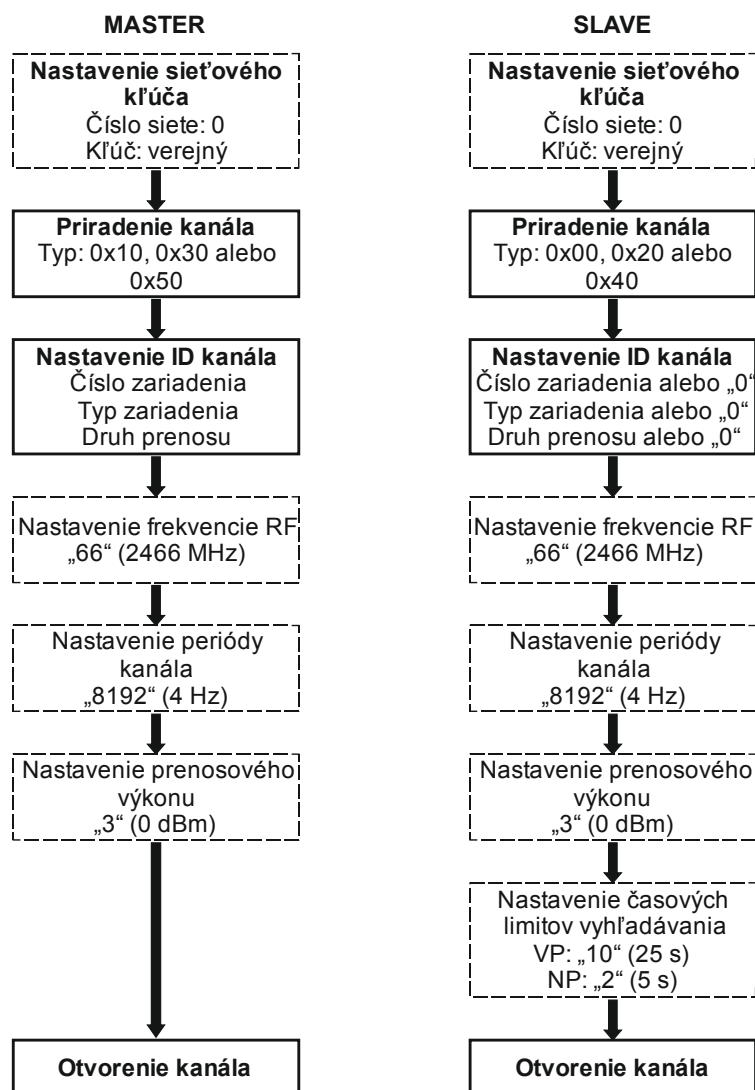 MASTER
Nastavenie sieťového
kľúča
Číslo siete: 0
Kľúč: verejný
Priradenie kanála
Typ: 0x10, 0x30 alebo
0x50
Nastavenie ID kanála
Číslo zariadenia
Typ zariadenia
Druh prenosu
Nastavenie frekvencie RF
„66“ (2466 MHz)
Nastavenie periódy
kanála
„8192“ (4 Hz)
Nastavenie prenosového
výkonu
„3“ (0 dBm)
Otvorenie kanála
SLAVE
Nastavenie sieťového
kľúča
Číslo siete: 0
Kľúč: verejný
Priradenie kanála
Typ: 0x00, 0x20 alebo
0x40
Nastavenie ID kanála
Číslo zariadenia alebo „0“
Typ zariadenia alebo „0“
Druh prenosu alebo „0“
Nastavenie frekvencie RF
„66“ (2466 MHz)
Nastavenie periódy
kanála
„8192“ (4 Hz)
Nastavenie prenosového
výkonu
„3“ (0 dBm)
Nastavenie časových
limitov vyhľadávania
VP: „10“ (25 s)
NP: „2“ (5 s)
Otvorenie kanála